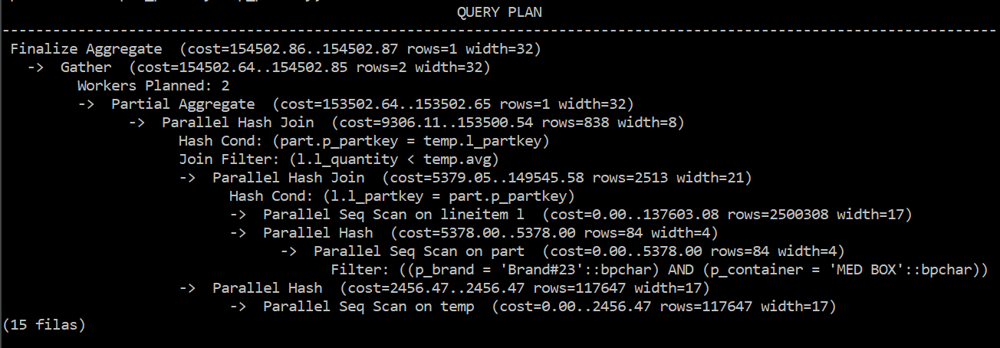 QUERY PLAN
----------------------------------------------------------------------------------------------------------------------
Finalize Aggregate  (cost=154502.86..154502.87 rows=1 width=32)
  ->  Gather  (cost=154502.64..154502.85 rows=2 width=32)
        Workers Planned: 2
        ->  Partial Aggregate  (cost=153502.64..153502.65 rows=1 width=32)
              ->  Parallel Hash Join  (cost=9306.11..153500.54 rows=838 width=8)
                    Hash Cond: (part.p_partkey = temp.l_partkey)
                    Join Filter: (l.l_quantity < temp.avg)
                    ->  Parallel Hash Join  (cost=5379.05..149545.58 rows=2513 width=21)
                          Hash Cond: (l.l_partkey = part.p_partkey)
                          ->  Parallel Seq Scan on lineitem l  (cost=0.00..137603.08 rows=2500308 width=17)
                          ->  Parallel Hash  (cost=5378.00..5378.00 rows=84 width=4)
                                ->  Parallel Seq Scan on part  (cost=0.00..5378.00 rows=84 width=4)
                                      Filter: ((p_brand = 'Brand#23'::bpchar) AND (p_container = 'MED BOX'::bpchar))
                    ->  Parallel Hash  (cost=2456.47..2456.47 rows=117647 width=17)
                          ->  Parallel Seq Scan on temp  (cost=0.00..2456.47 rows=117647 width=17)
(15 filas)